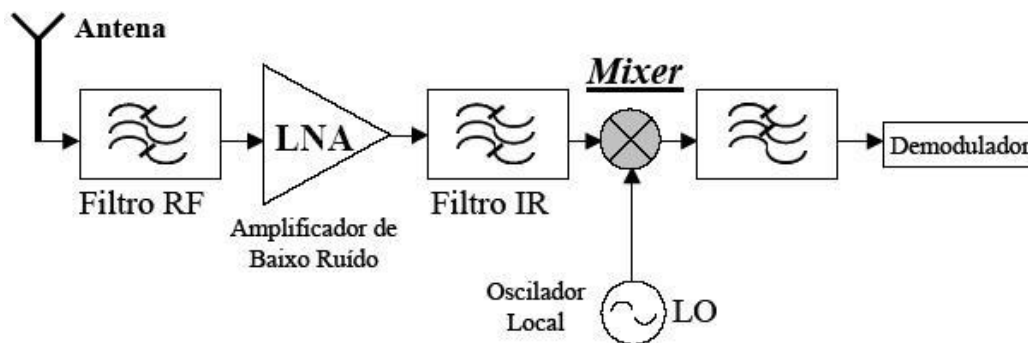 Antena
Mixer
LNA
Demodulador
Filtro RF
Filtro IR
Amplificador de
Baixo Ruído
Oscilador
Local
LO